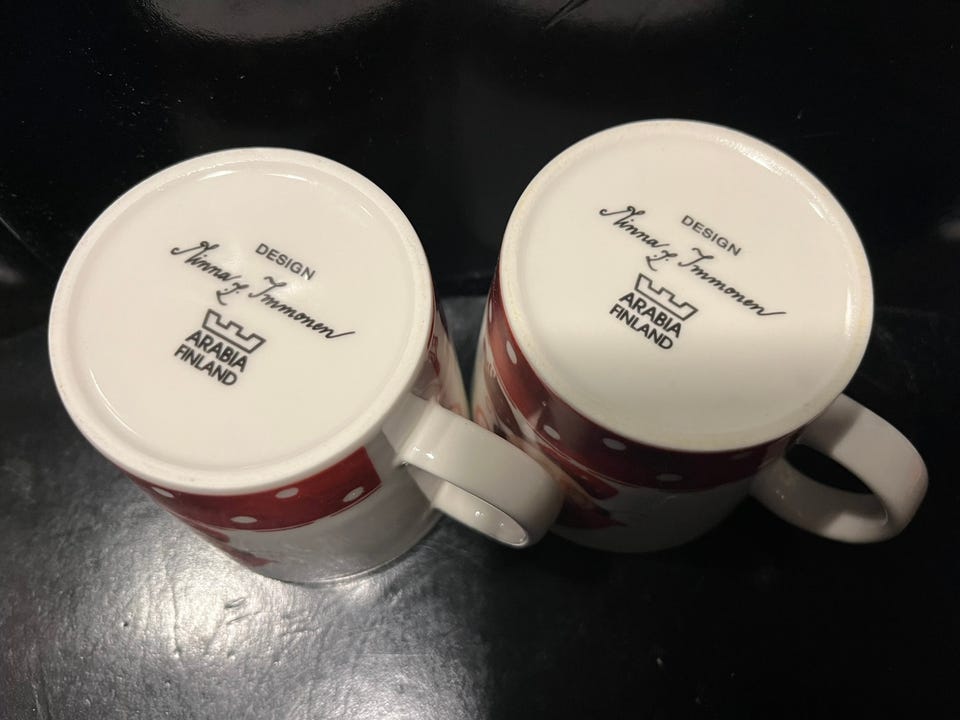 DESIGN
Minna L. Immonen
ARABIA
FINLAND
DESIGN
Minna L. Immonen
ARABIA
FINLAND